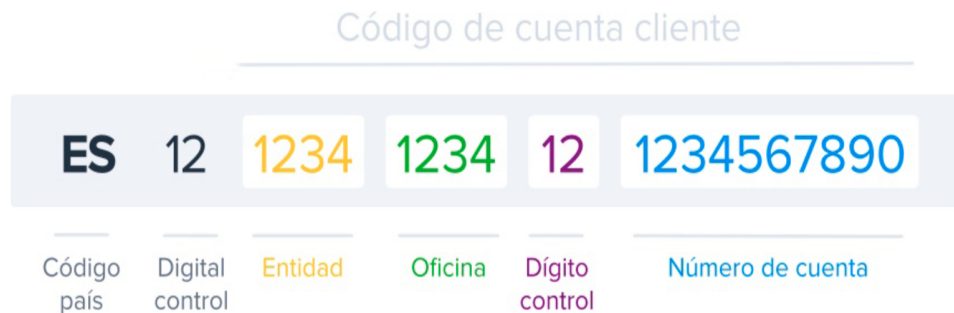 Código de cuenta cliente
ES 12 1234 1234 12 1234567890
Código país
Digital control
Entidad
Oficina
Dígito control
Número de cuenta